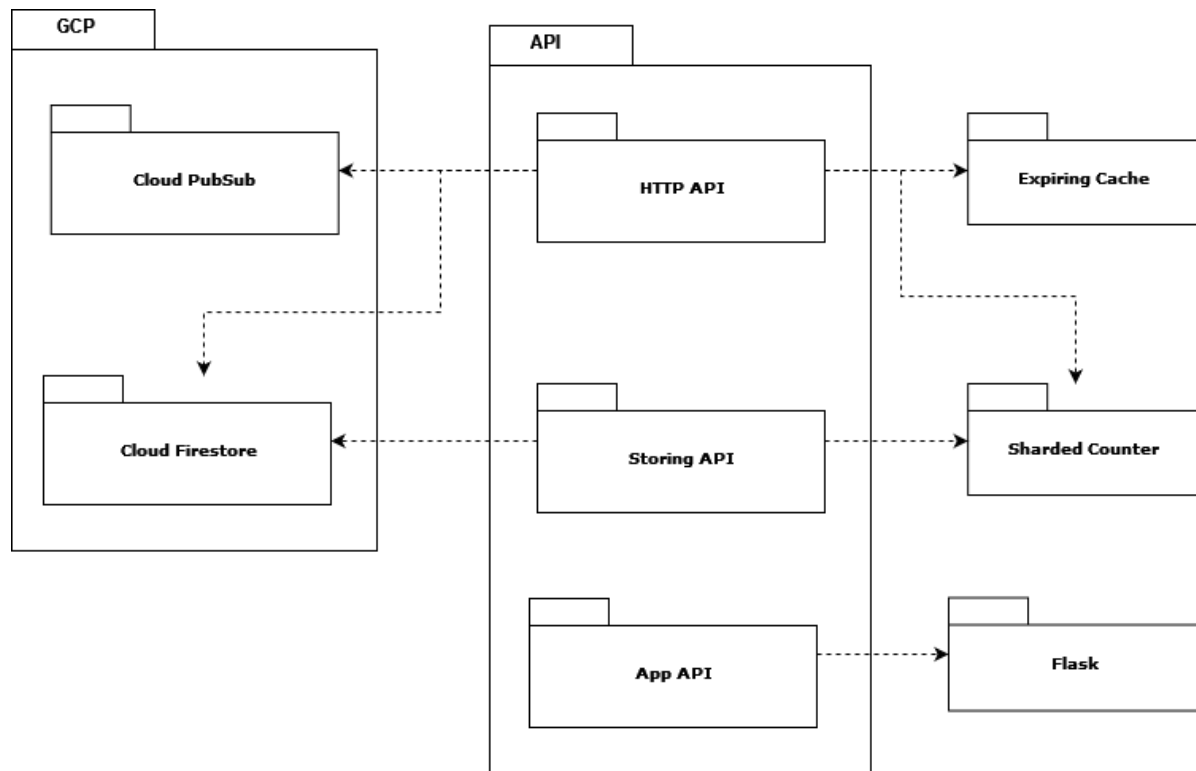 GCP
API
Cloud PubSub
HTTP API
Expiring Cache
Cloud Firestore
Storing API
Sharded Counter
App API
Flask